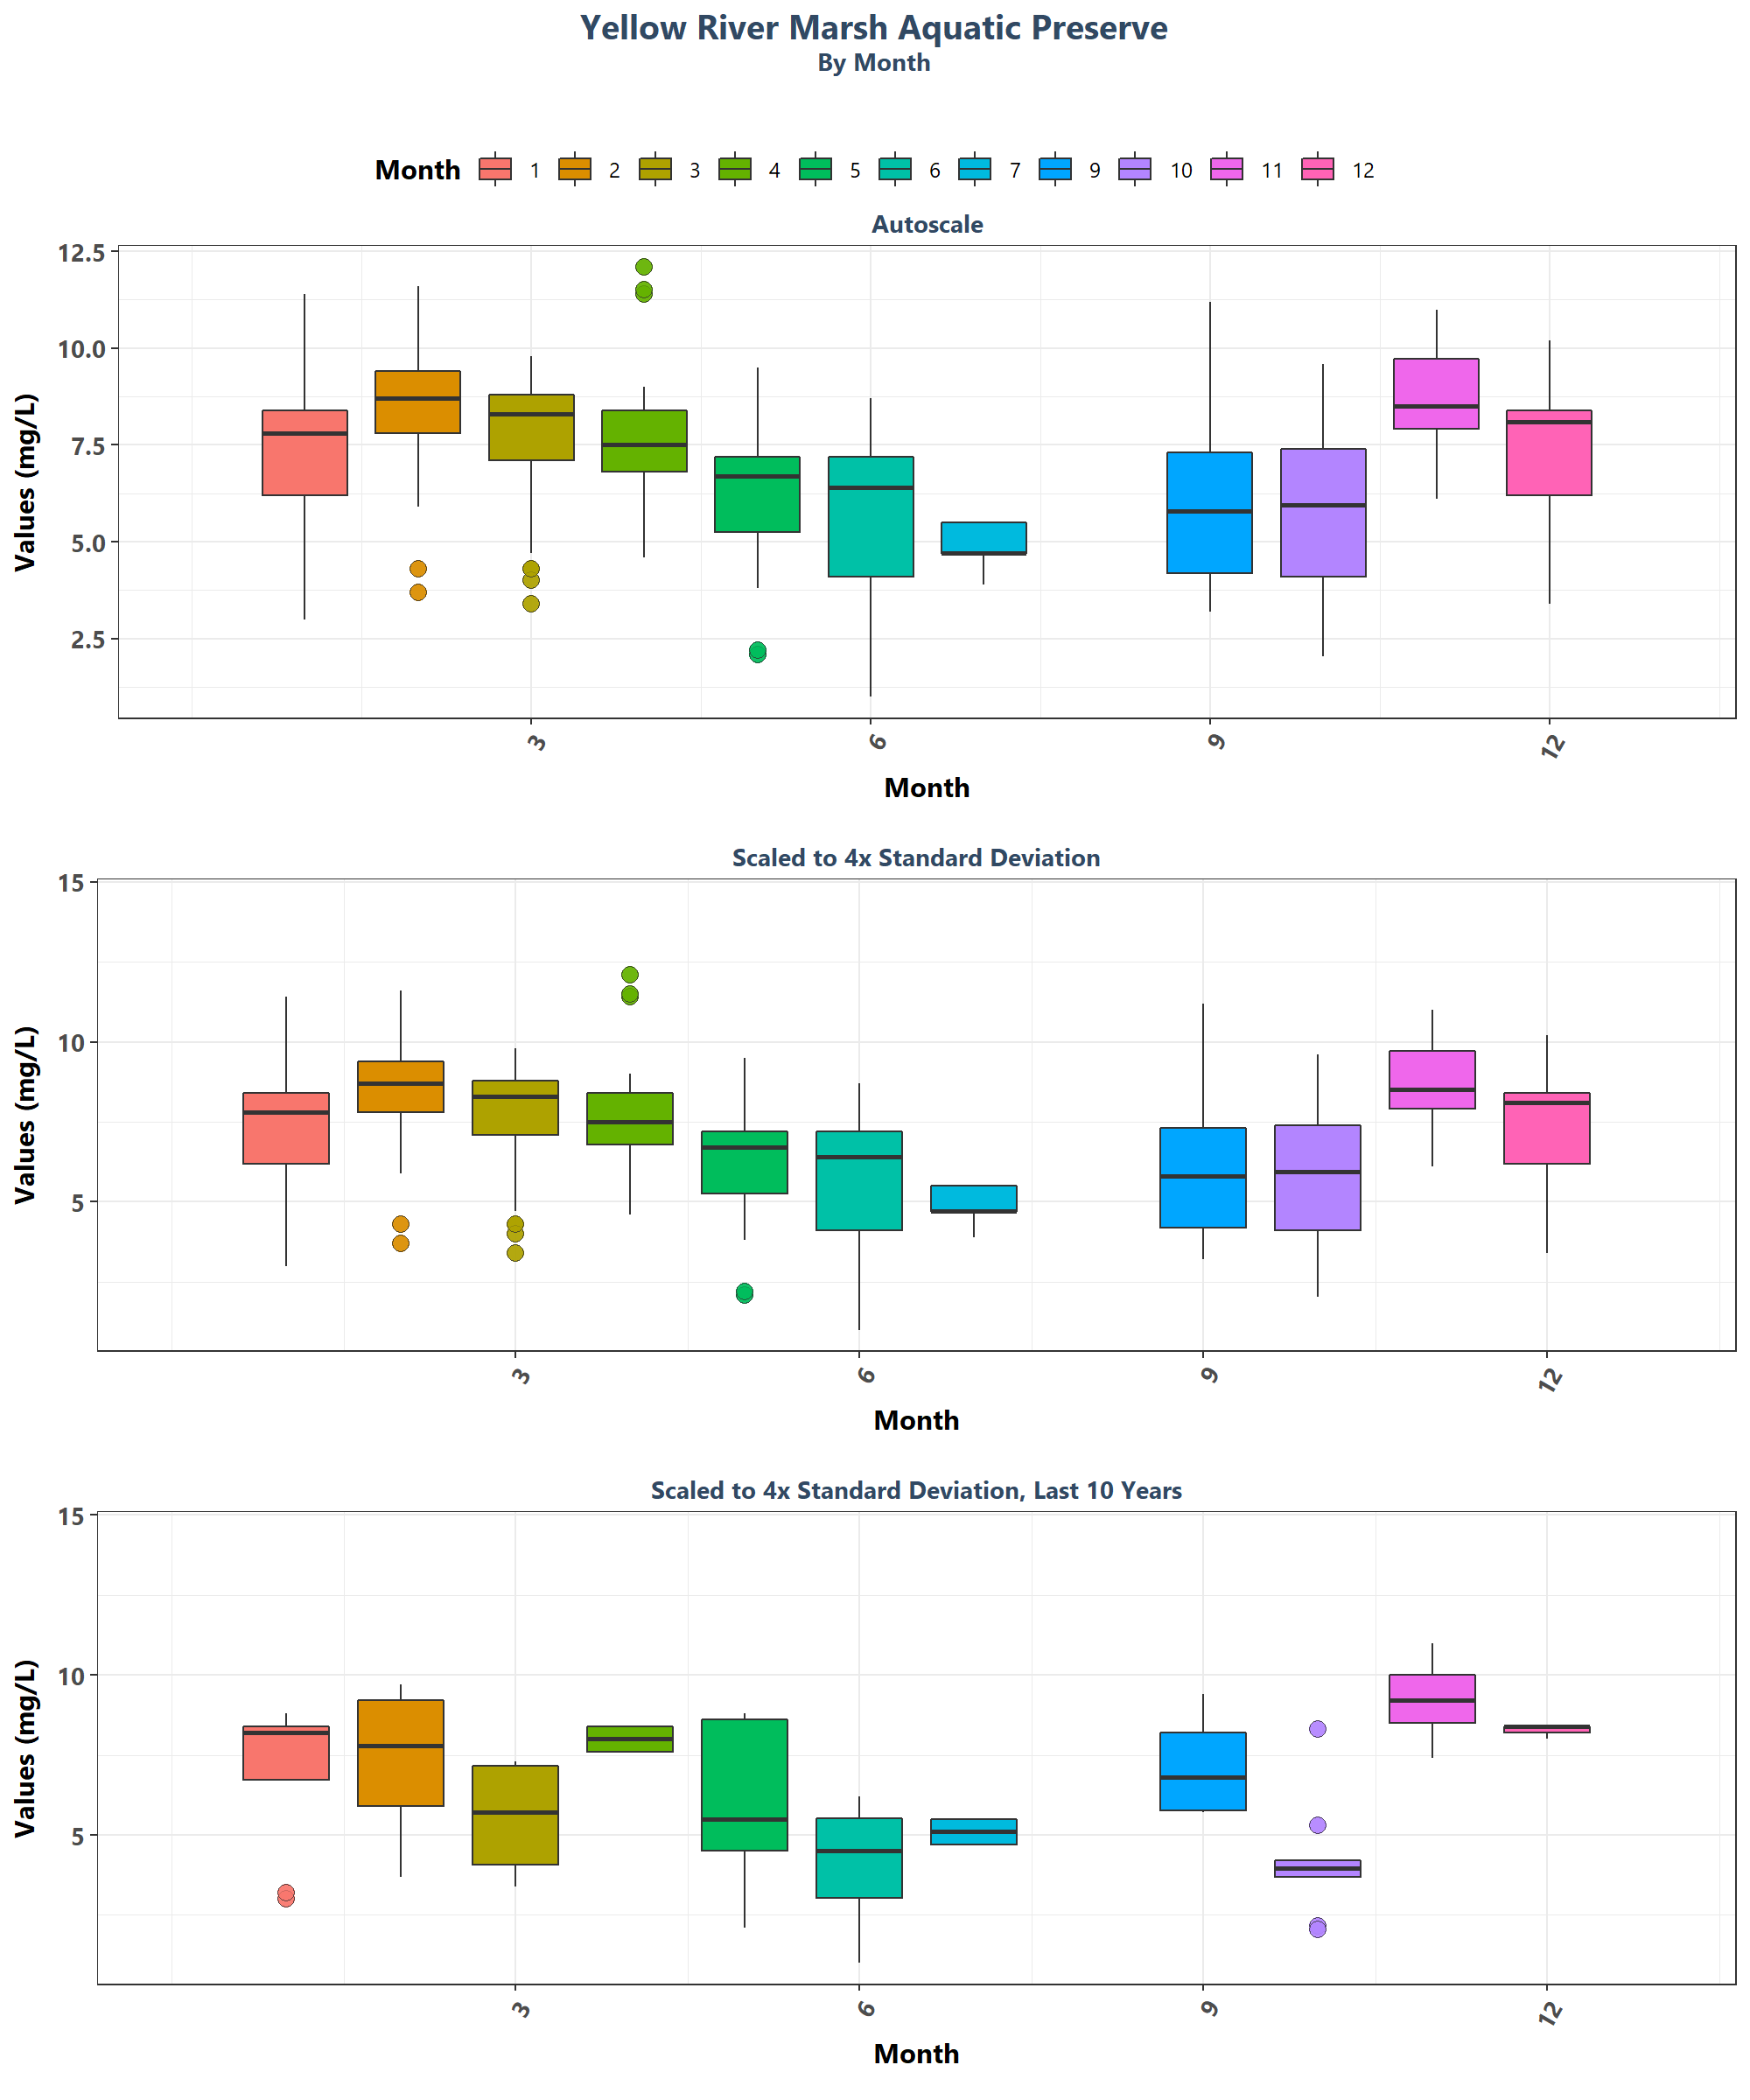 Yellow River Marsh Aquatic Preserve
By Month
Month 1 2 3 4 5 6 7 9 10 11 12
Autoscale
12.5
10.0
7.5
5.0
2.5
Values (mg/L)
3 6 9 12
Month
Scaled to 4x Standard Deviation
15
10
5
Values (mg/L)
3 6 9 12
Month
Scaled to 4x Standard Deviation, Last 10 Years
15
10
5
Values (mg/L)
3 6 9 12
Month